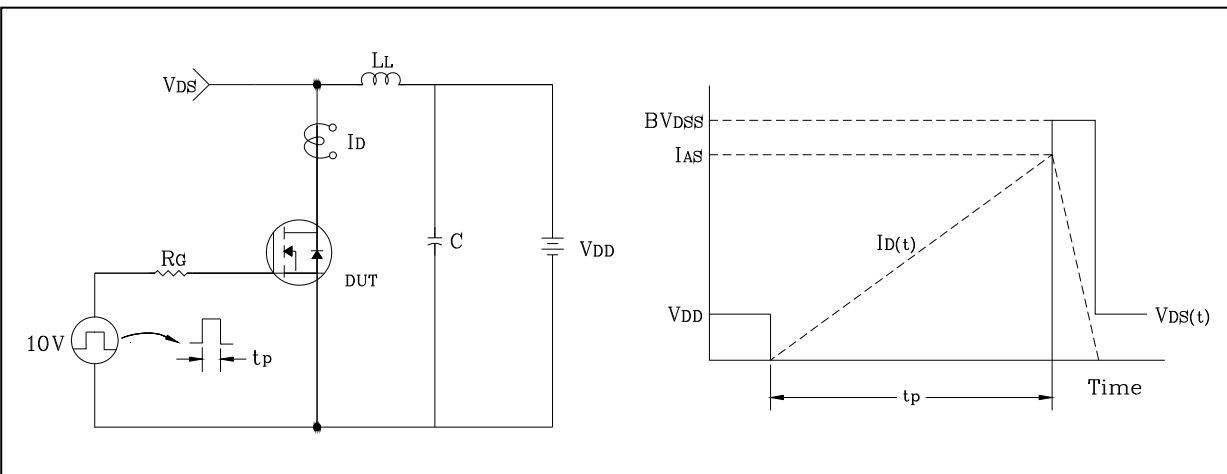 LL
VDS
ID
RG
DUT
C
VDD
10V
tp
BVDSS
IAS
ID(t)
VDD
VDS(t)
Time
tp